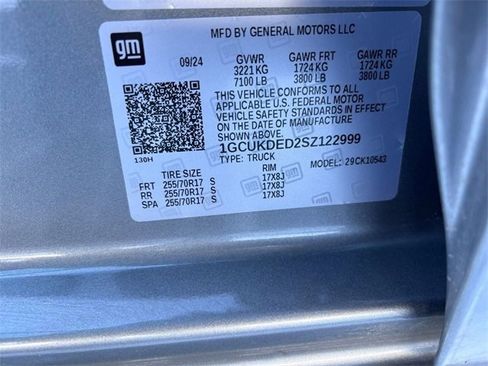 MFD BY GENERAL MOTORS LLC
gm
09/24 GVWR GAWR FRT GAWR RR
3221 KG 1724 KG 1724 KG
7100 LB 3800 LB 3800 LB
THIS VEHICLE CONFORMS TO ALL
APPLICABLE U.S. FEDERAL MOTOR
VEHICLE SAFETY STANDARDS IN EFFECT
ON THE DATE OF MANUFACTURE
SHOWN ABOVE.
1GCUKDED2SZ122999
TYPE: TRUCK MODEL: 29CK10543
130H
TIRE SIZE RIM
FRT 255/70R17 S 17X8J
RR 255/70R17 S 17X8J
SPA 255/70R17 S 17X8J